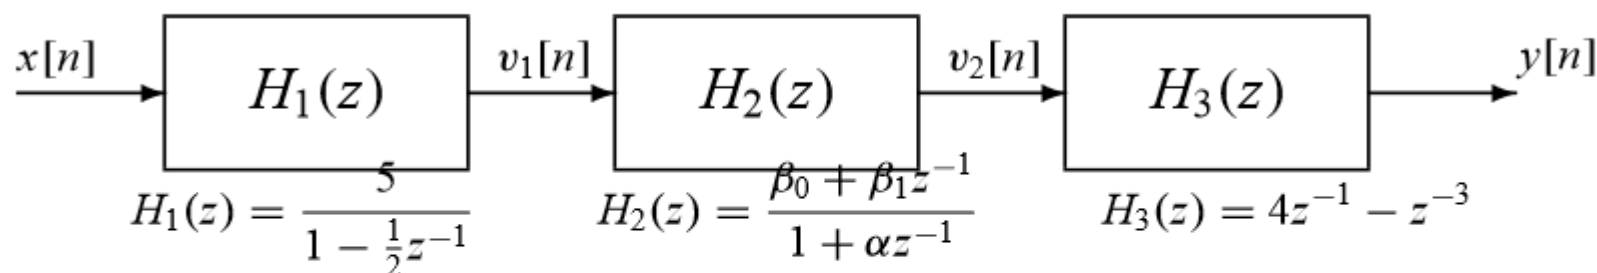 x[n] H₁(z) v₁[n] H₂(z) v₂[n] H₃(z) y[n]
H₁(z) = 5 / (1 − ½z⁻¹) H₂(z) = (β₀ + β₁z⁻¹) / (1 + αz⁻¹) H₃(z) = 4z⁻¹ − z⁻³